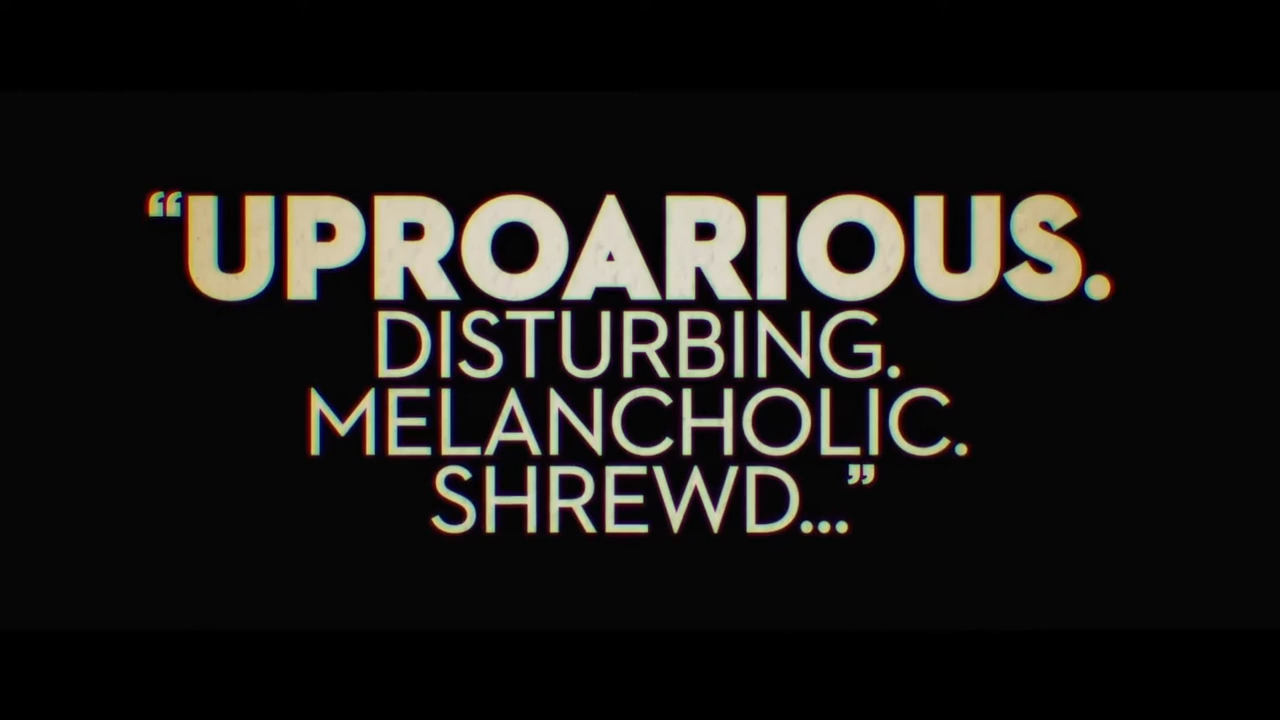 “UPROARIOUS.
DISTURBING.
MELANCHOLIC.
SHREWD...”